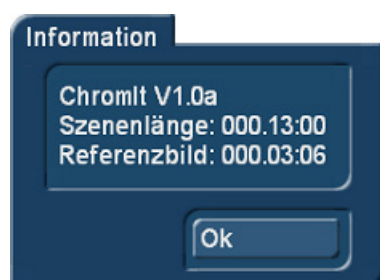 Information
ChromIt V1.0a
Szenenlänge: 000.13:00
Referenzbild: 000.03:06
Ok